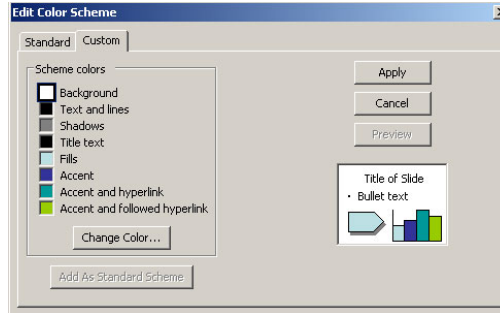 Edit Color Scheme
Standard Custom
Scheme colors
Background
Text and lines
Shadows
Title text
Fills
Accent
Accent and hyperlink
Accent and followed hyperlink
Change Color...
Add As Standard Scheme
Apply
Cancel
Preview
Title of Slide
• Bullet text